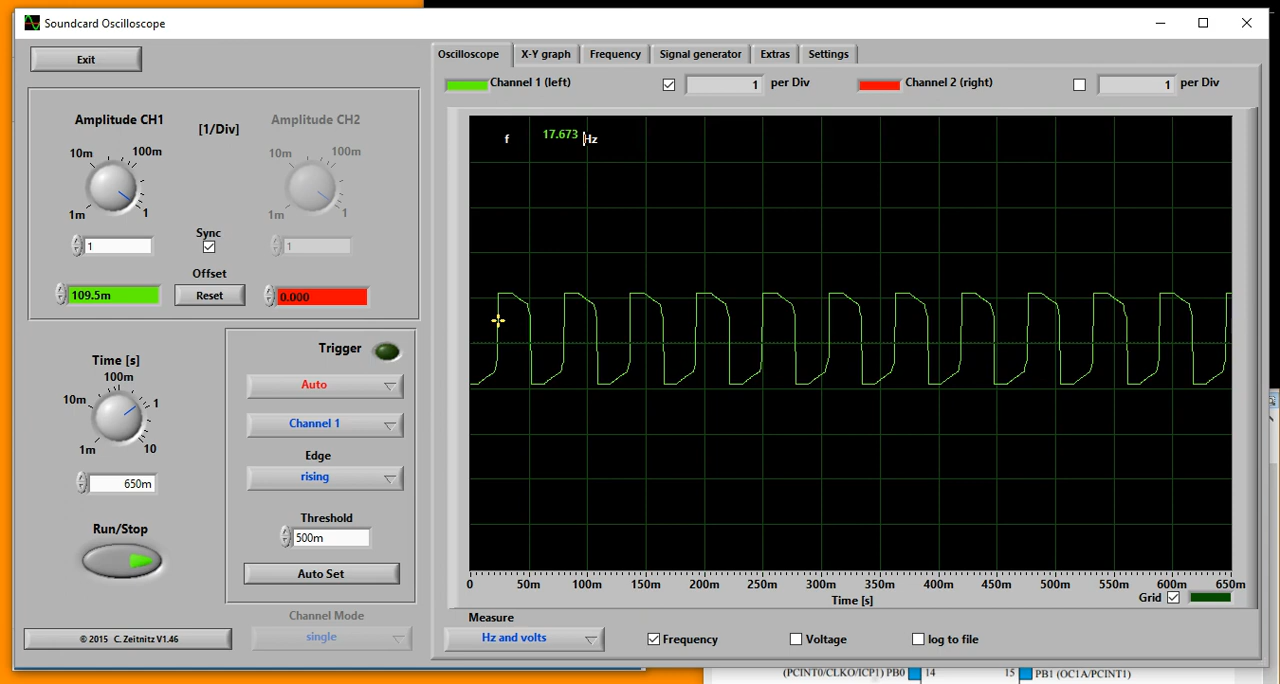 Soundcard Oscilloscope
Exit
Amplitude CH1
[1/Div]
Amplitude CH2
10m
100m
1m
1
10m
100m
1m
1
1
Sync
1
Offset
109.5m
Reset
0.000
Time [s]
100m
10m
1
1m
10
650m
Run/Stop
Trigger
Auto
Channel 1
Edge
rising
Threshold
500m
Auto Set
Channel Mode
single
© 2015 C. Zeitnitz V1.46
Oscilloscope
X-Y graph
Frequency
Signal generator
Extras
Settings
Channel 1 (left)
1
per Div
Channel 2 (right)
1
per Div
f 17.673 Hz
0
50m
100m
150m
200m
250m
300m
350m
400m
450m
500m
550m
600m
650m
Time [s]
Grid
Measure
Hz and volts
Frequency
Voltage
log to file
(PCINT0/CLKO/ICP1) PB0 14
15 PB1 (OC1A/PCINT1)